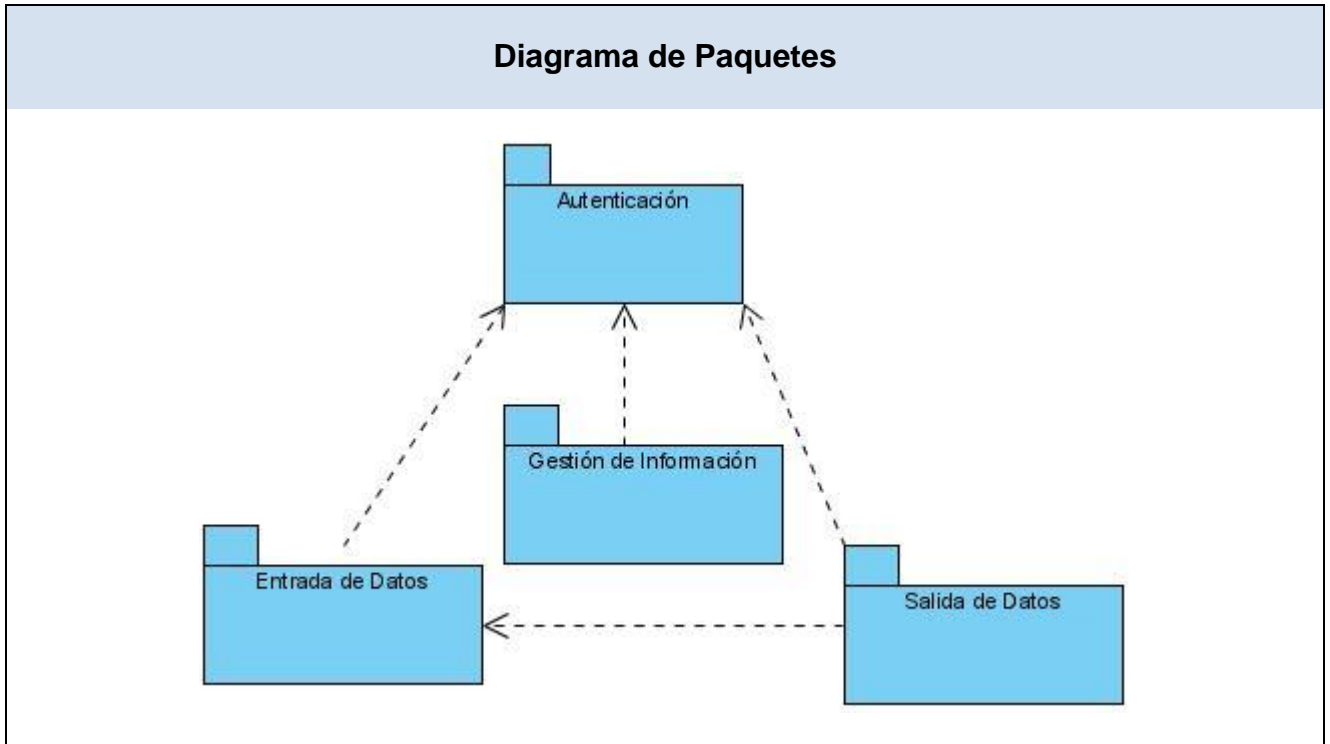 Diagrama de Paquetes
Autenticación
Gestión de Información
Entrada de Datos
Salida de Datos